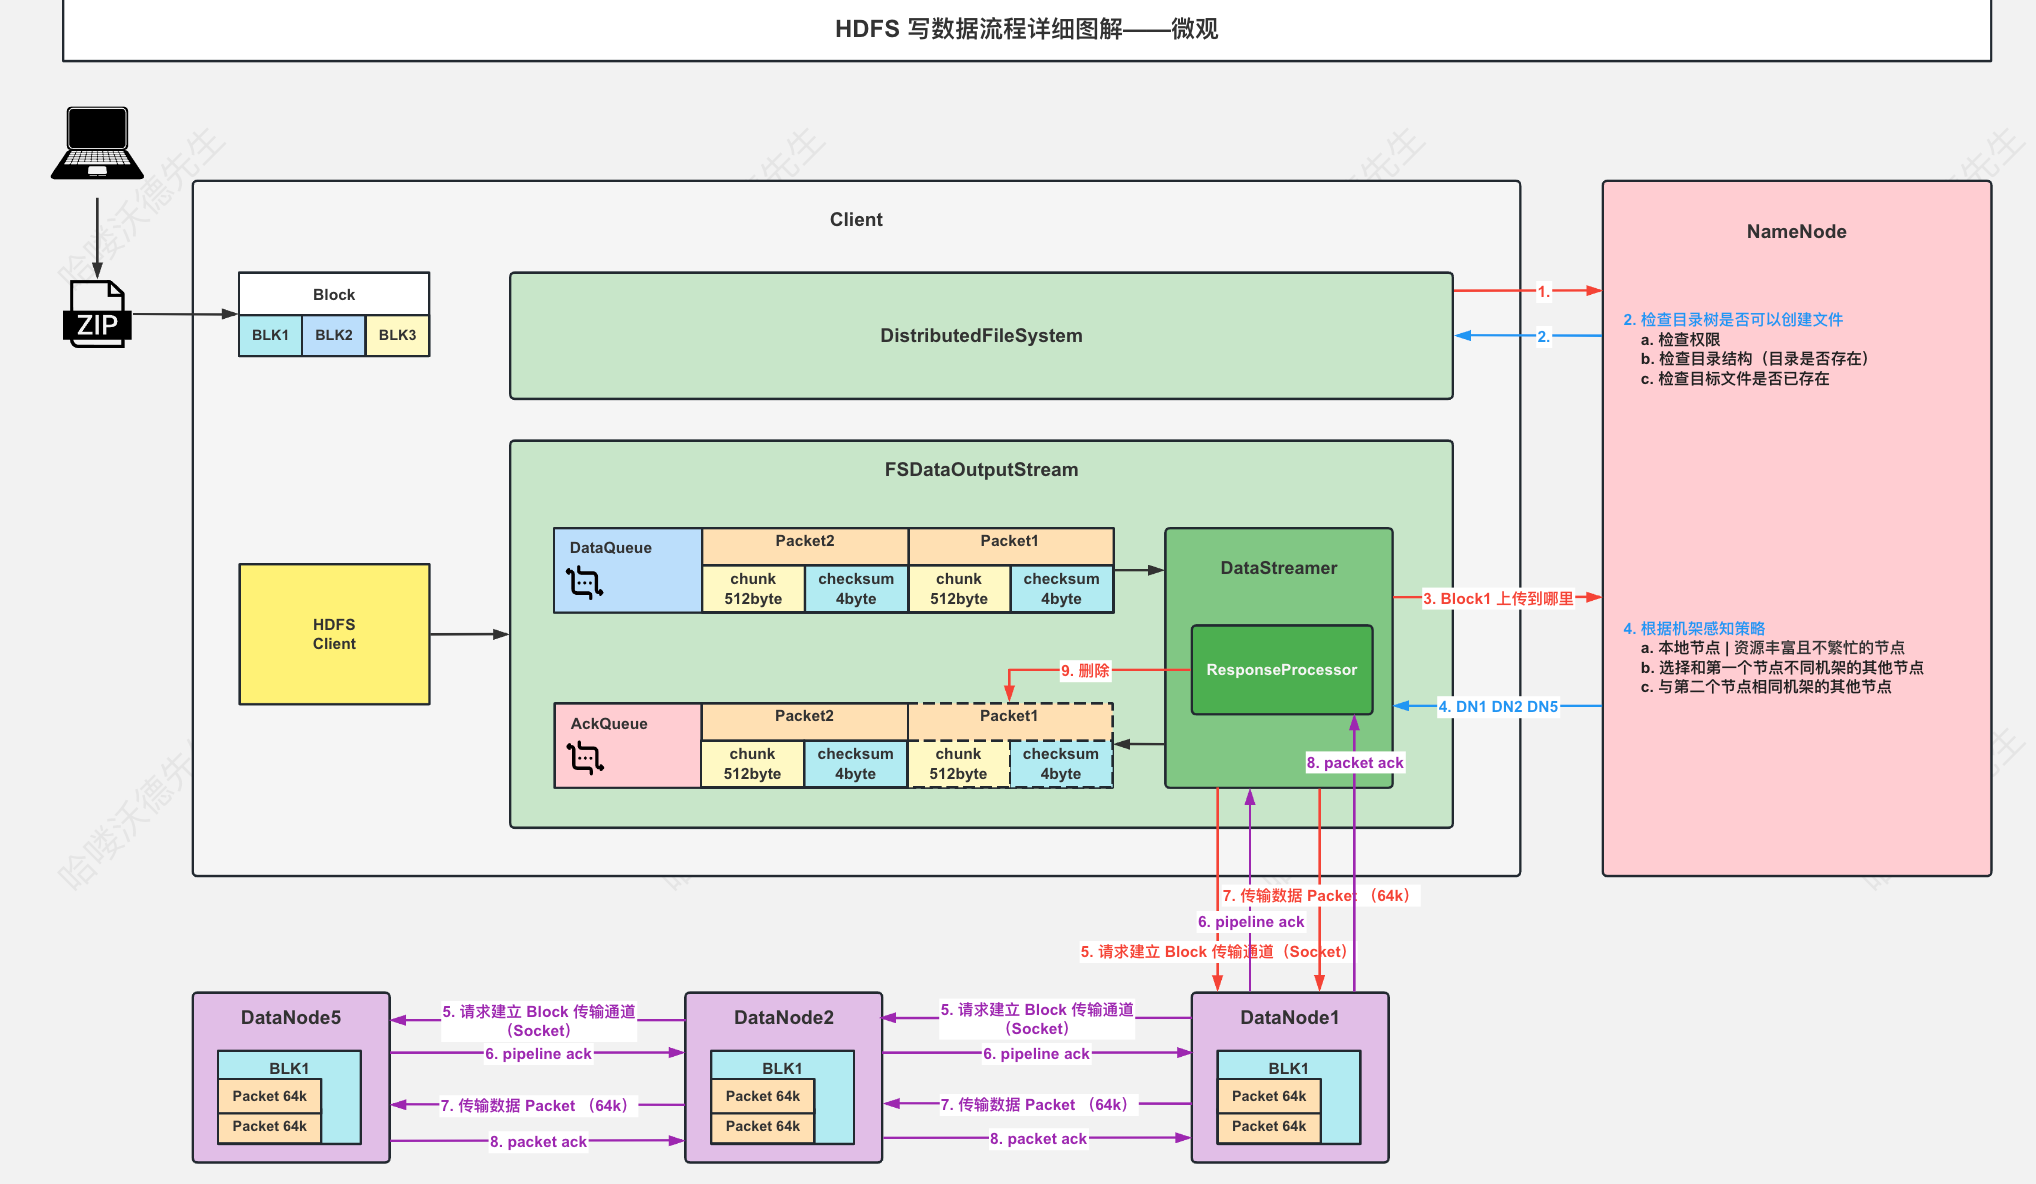 HDFS 写数据流程详细图解——微观
哈喽沃德先生
先生
先生
Client
NameNode
ZIP
Block
BLK1
BLK2
BLK3
DistributedFileSystem
1.
2.
2. 检查目录树是否可以创建文件
a. 检查权限
b. 检查目录结构（目录是否存在）
c. 检查目标文件是否已存在
FSDataOutputStream
HDFS
Client
DataQueue
Packet2
Packet1
chunk
512byte
checksum
4byte
chunk
512byte
checksum
4byte
DataStreamer
ResponseProcessor
3. Block1 上传到哪里
4. 根据机架感知策略
a. 本地节点 | 资源丰富且不繁忙的节点
b. 选择和第一个节点不同机架的其他节点
c. 与第二个节点相同机架的其他节点
4. DN1 DN2 DN5
9. 删除
AckQueue
Packet2
Packet1
chunk
512byte
checksum
4byte
chunk
512byte
checksum
4byte
8. packet ack
哈喽沃德先生
7. 传输数据 Packet （64k）
6. pipeline ack
5. 请求建立 Block 传输通道（Socket）
DataNode5
BLK1
Packet 64k
Packet 64k
5. 请求建立 Block 传输通道
（Socket）
6. pipeline ack
7. 传输数据 Packet （64k）
8. packet ack
DataNode2
BLK1
Packet 64k
Packet 64k
5. 请求建立 Block 传输通道
（Socket）
6. pipeline ack
7. 传输数据 Packet （64k）
8. packet ack
DataNode1
BLK1
Packet 64k
Packet 64k